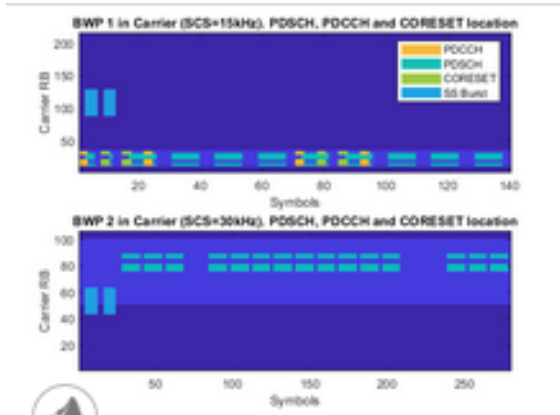 BWP 1 in Carrier (SCS=15kHz). PDSCH, PDCCH and CORESET location
200
150
100
50
Carrier RB
PDCCH
PDSCH
CORESET
SS Burst
20 40 60 80 100 120 140
Symbols
BWP 2 in Carrier (SCS=30kHz). PDSCH, PDCCH and CORESET location
100
80
60
40
20
Carrier RB
50 100 150 200 250
Symbols